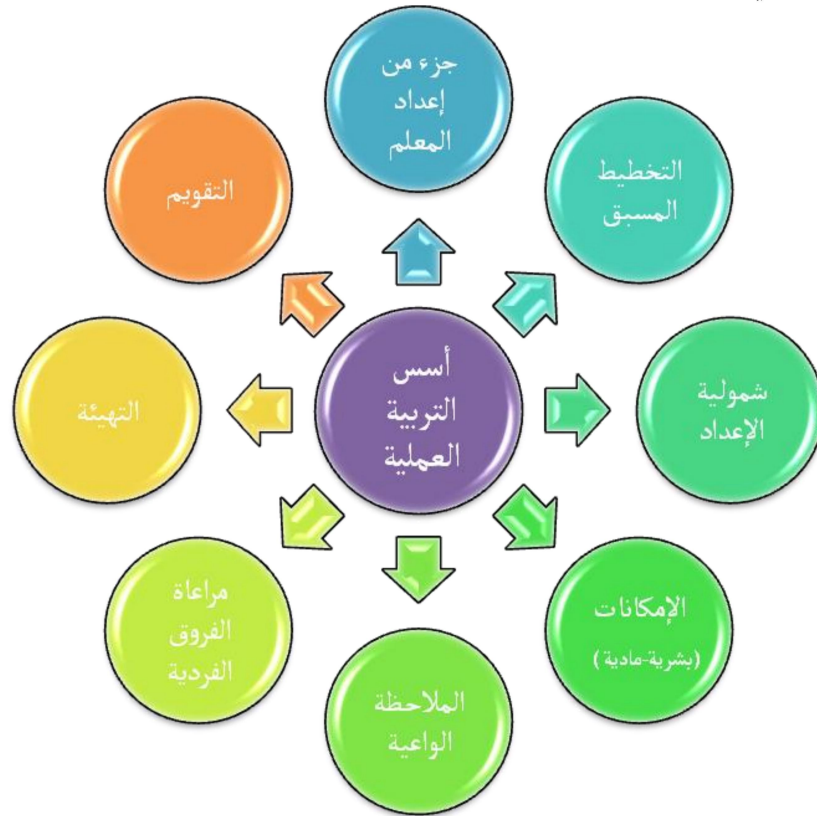 أسس
التربية
العملية
جزء من
إعداد
المعلم
التخطيط
المسبق
شمولية
الإعداد
الإمكانات
(بشرية-مادية)
الملاحظة
الواعية
مراعاة
الفروق
الفردية
التهيئة
التقويم